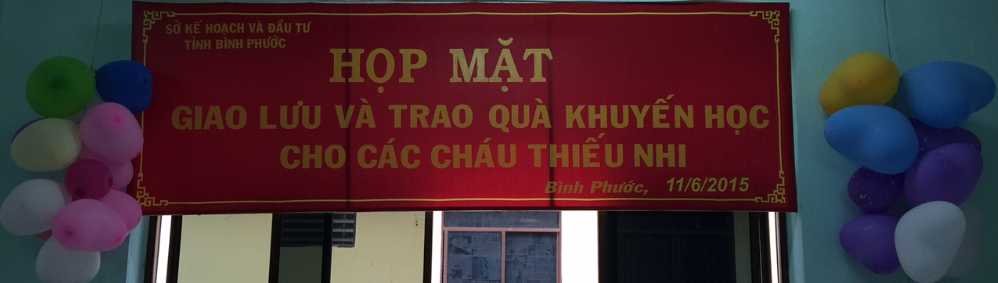 SỞ KẾ HOẠCH VÀ ĐẦU TƯ
TỈNH BÌNH PHƯỚC
HỌP MẶT
GIAO LƯU VÀ TRAO QUÀ KHUYẾN HỌC
CHO CÁC CHÁU THIẾU NHI
Bình Phước, 11/6/2015